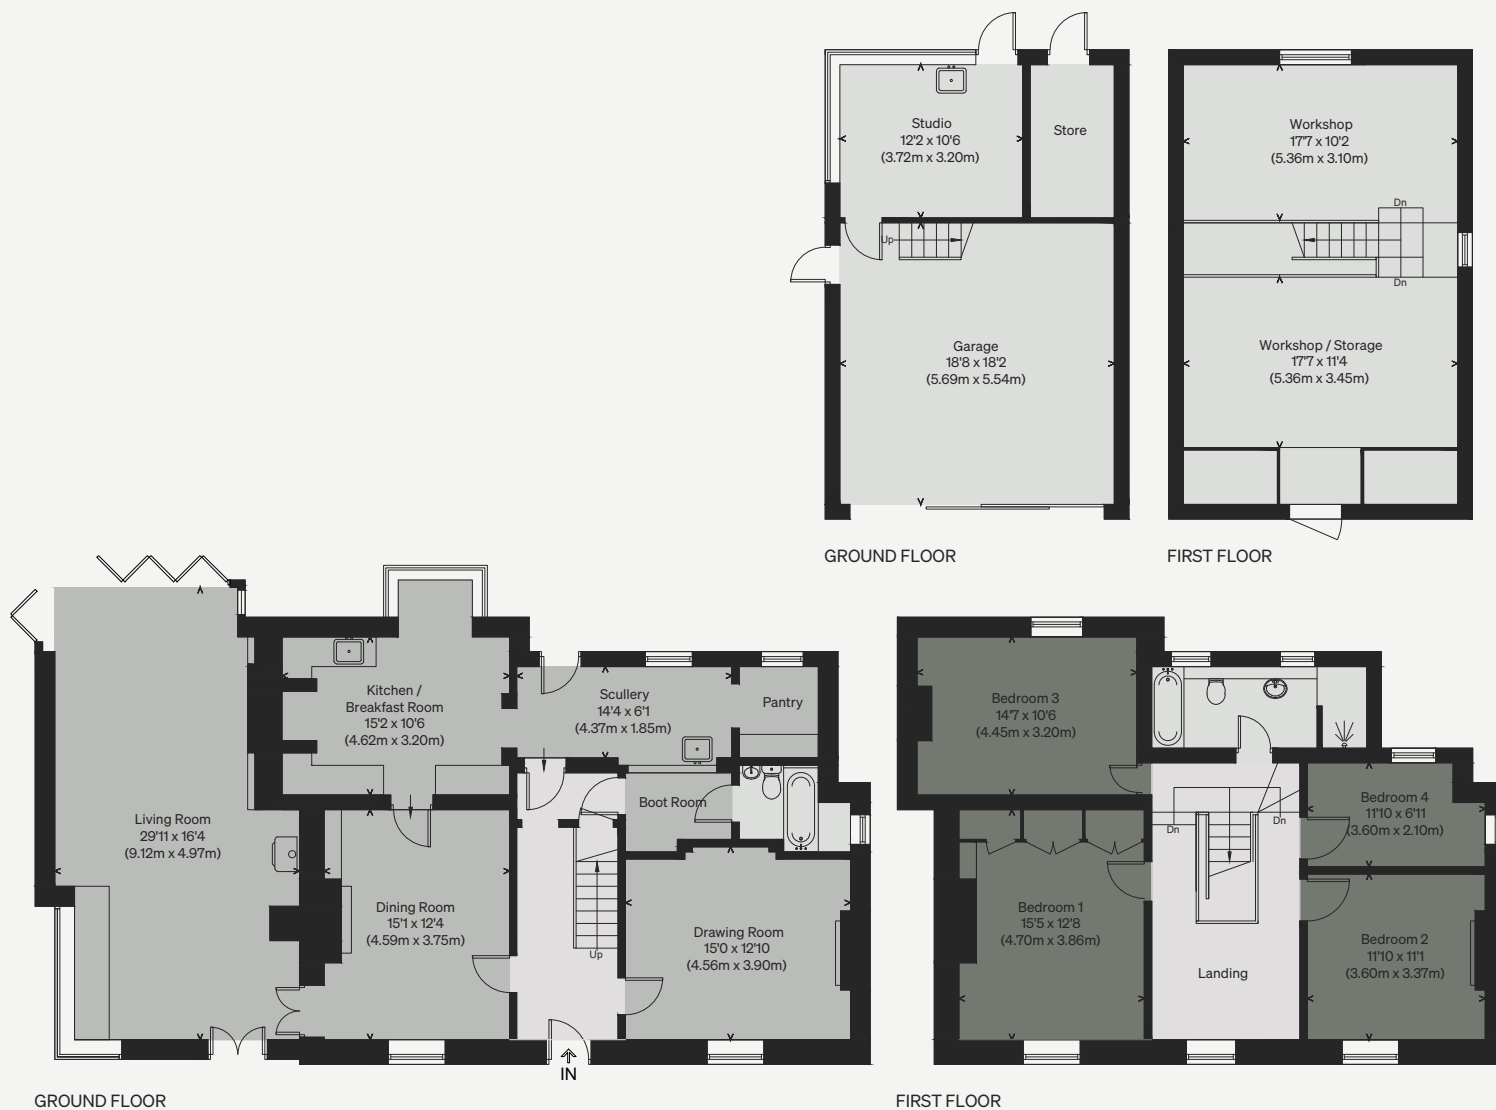 Studio
12'2 x 10'6
(3.72m x 3.20m)
Store
Up
Garage
18'8 x 18'2
(5.69m x 5.54m)
GROUND FLOOR
Workshop
17'7 x 10'2
(5.36m x 3.10m)
Dn
Dn
Workshop / Storage
17'7 x 11'4
(5.36m x 3.45m)
FIRST FLOOR
Living Room
29'11 x 16'4
(9.12m x 4.97m)
Kitchen /
Breakfast Room
15'2 x 10'6
(4.62m x 3.20m)
Scullery
14'4 x 6'1
(4.37m x 1.85m)
Pantry
Boot Room
Dining Room
15'1 x 12'4
(4.59m x 3.75m)
Up
Drawing Room
15'0 x 12'10
(4.56m x 3.90m)
IN
GROUND FLOOR
Bedroom 3
14'7 x 10'6
(4.45m x 3.20m)
Bedroom 4
11'10 x 6'11
(3.60m x 2.10m)
Dn
Dn
Bedroom 1
15'5 x 12'8
(4.70m x 3.86m)
Landing
Bedroom 2
11'10 x 11'1
(3.60m x 3.37m)
FIRST FLOOR